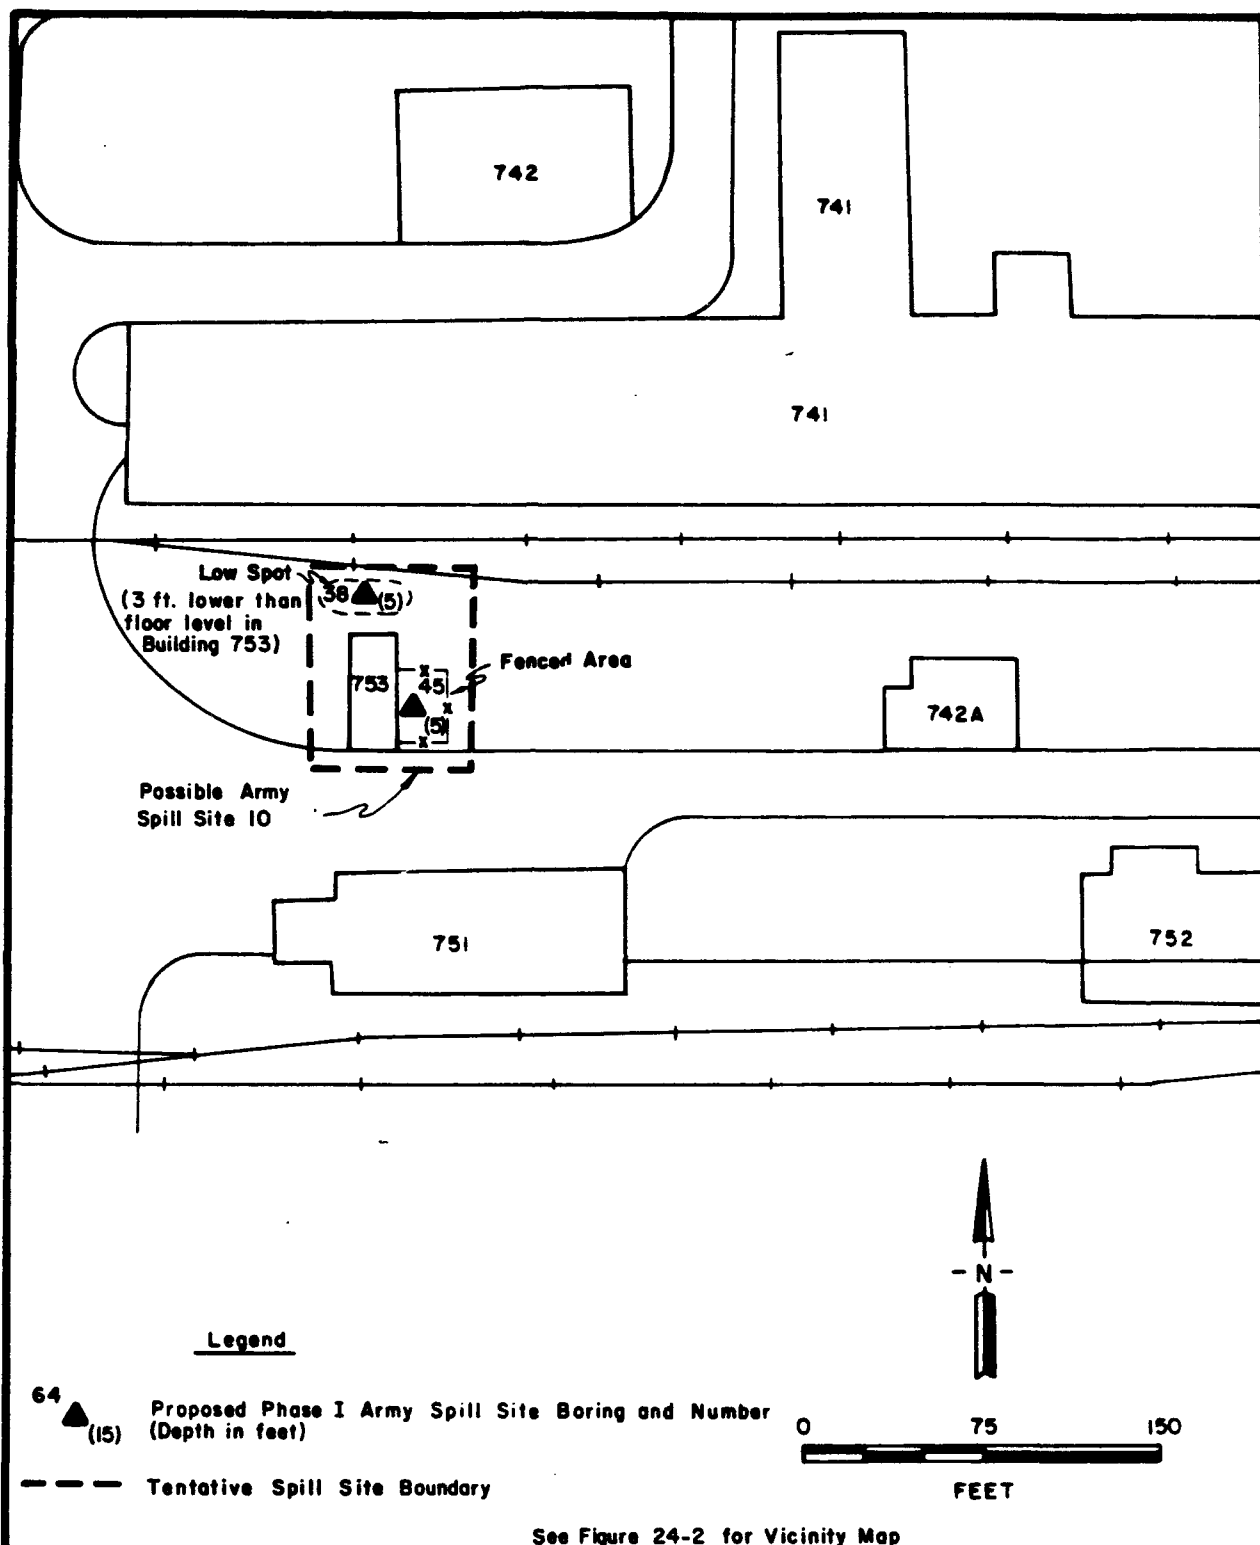 742
741
741
Low Spot
(3 ft. lower than
floor level in
Building 753)
38
(5)
753
x
45
x
(5)
x
Fenced Area
742A
Possible Army
Spill Site 10
751
752
- N -
Legend
64
(15)
Proposed Phase I Army Spill Site Boring and Number
(Depth in feet)
Tentative Spill Site Boundary
0 75 150
FEET
See Figure 24-2 for Vicinity Map